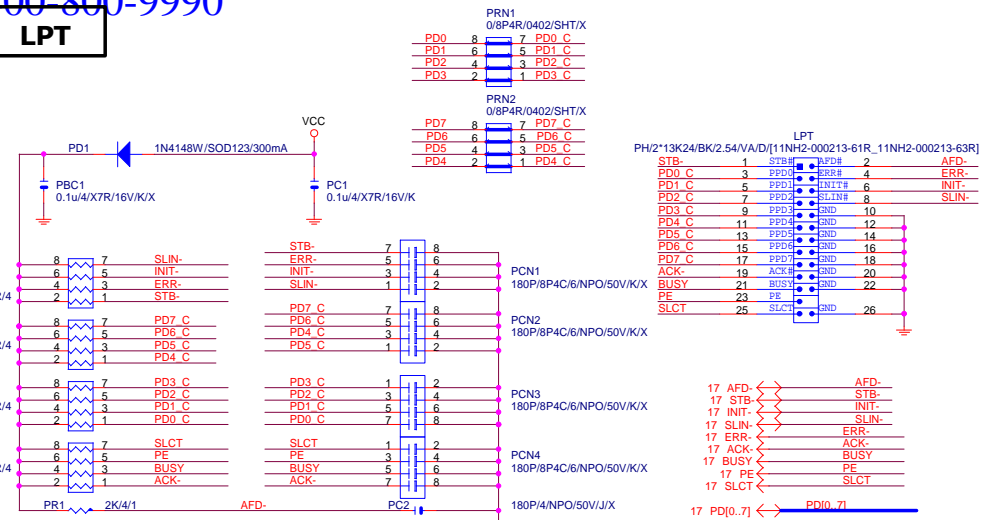 00-800-9990
LPT
PRN1
0/8P4R/0402/SHT/X
PD0 8 7 PD0_C
PD1 6 5 PD1_C
PD2 4 3 PD2_C
PD3 2 1 PD3_C
PRN2
0/8P4R/0402/SHT/X
PD7 8 7 PD7_C
PD6 6 5 PD6_C
PD5 4 3 PD5_C
PD4 2 1 PD4_C
VCC
PD1 1N4148W/SOD123/300mA
PBC1
0.1u/4/X7R/16V/K/X
PC1
0.1u/4/X7R/16V/K
LPT
PH/2*13K24/BK/2.54/VA/D/[11NH2-000213-61R_11NH2-000213-63R]
STB- 1 STB# AFD# 2 AFD-
PD0_C 3 PPD0 ERR# 4 ERR-
PD1_C 5 PPD1 INIT# 6 INIT-
PD2_C 7 PPD2 SLIN# 8 SLIN-
PD3_C 9 PPD3 GND 10
PD4_C 11 PPD4 GND 12
PD5_C 13 PPD5 GND 14
PD6_C 15 PPD6 GND 16
PD7_C 17 PPD7 GND 18
ACK- 19 ACK# GND 20
BUSY 21 BUSY GND 22
PE 23 PE
SLCT 25 SLCT GND 26
8 7 SLIN-
6 5 INIT-
4 3 ERR-
2 1 STB-
R/4
8 7 PD7_C
6 5 PD6_C
4 3 PD5_C
2 1 PD4_C
R/4
8 7 PD3_C
6 5 PD2_C
4 3 PD1_C
2 1 PD0_C
R/4
8 7 SLCT
6 5 PE
4 3 BUSY
2 1 ACK-
R/4
PR1 2K/4/1 AFD- PC2 180P/4/NPO/50V/J/X
STB- 7 8
ERR- 5 6
INIT- 3 4
SLIN- 1 2
PCN1
180P/8P4C/6/NPO/50V/K/X
PD7_C 7 8
PD6_C 5 6
PD4_C 3 4
PD5_C 1 2
PCN2
180P/8P4C/6/NPO/50V/K/X
PD3_C 1 2
PD2_C 3 4
PD1_C 5 6
PD0_C 7 8
PCN3
180P/8P4C/6/NPO/50V/K/X
SLCT 1 2
PE 3 4
BUSY 5 6
ACK- 7 8
PCN4
180P/8P4C/6/NPO/50V/K/X
17 AFD- AFD-
17 STB- STB-
17 INIT- INIT-
17 SLIN- SLIN-
17 ERR- ERR-
17 ACK- ACK-
17 BUSY BUSY
17 PE PE
17 SLCT SLCT
17 PD[0..7] PD[0..7]